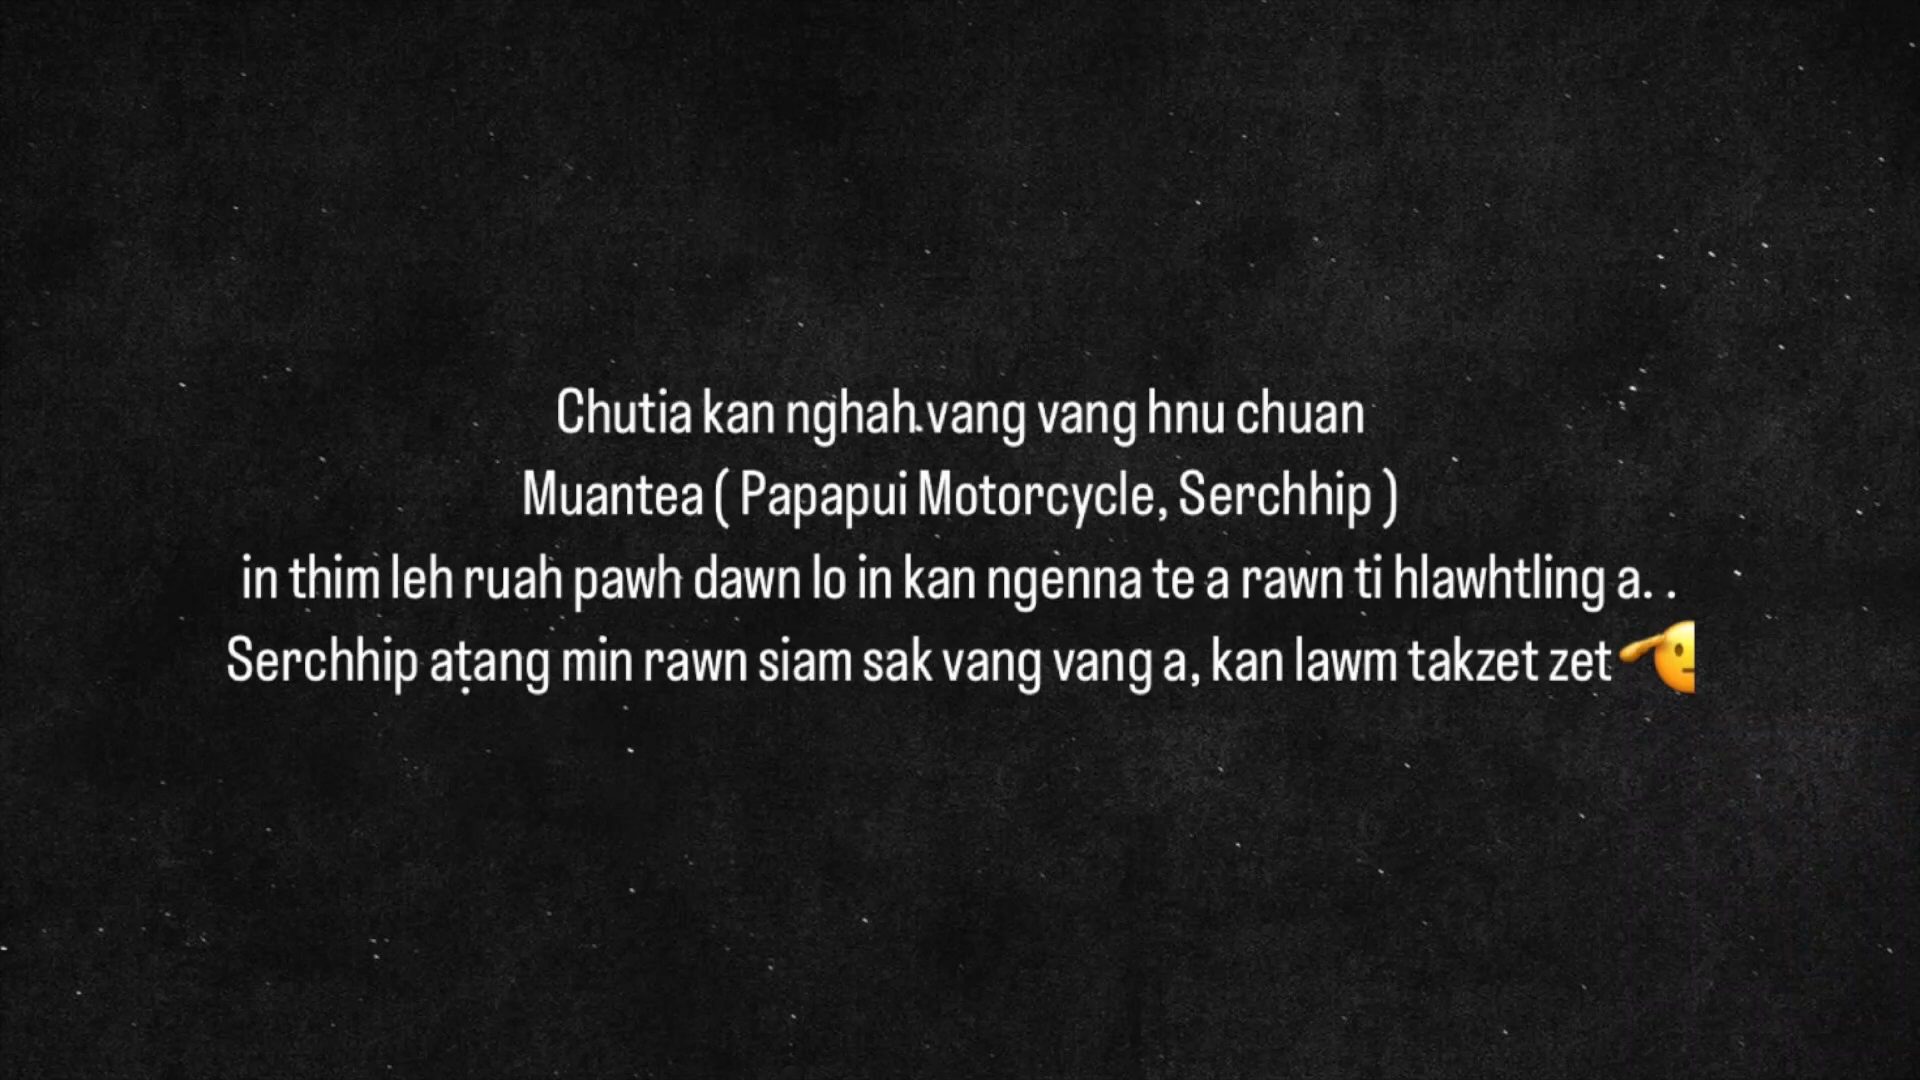 Chutia kan nghah vang vang hnu chuan
Muantea ( Papapui Motorcycle, Serchhip )
in thim leh ruah pawh dawn lo in kan ngenna te a rawn ti hlawhtling a. .
Serchhip aṭang min rawn siam sak vang vang a, kan lawm takzet zet 🫡